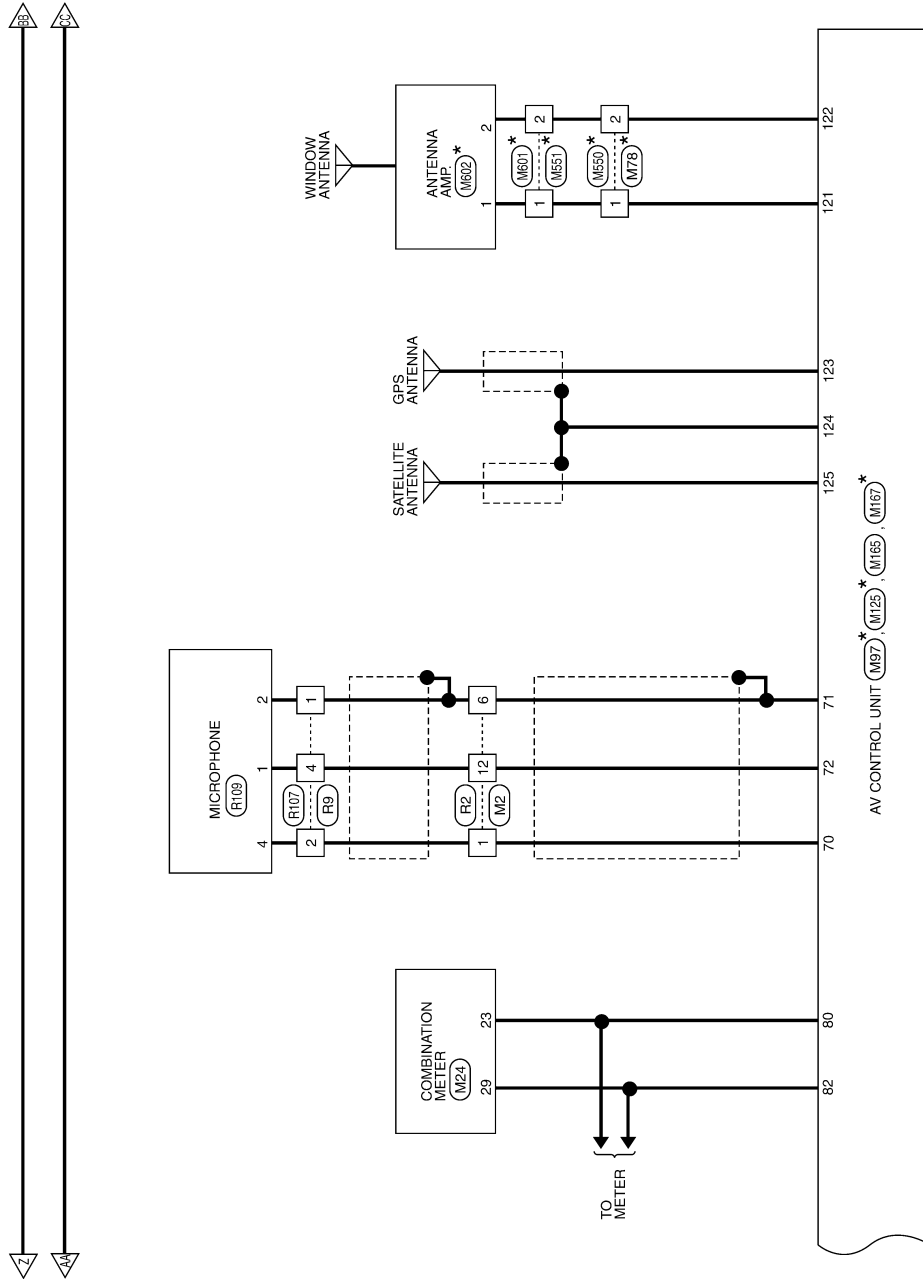 Z
BB
AA
CC
MICROPHONE
R109
4
1
2
R107
R9
2
4
1
WINDOW
ANTENNA
COMBINATION
METER
M24
29
23
SATELLITE
ANTENNA
GPS
ANTENNA
ANTENNA
AMP.
M602 *
1
2
R2
M2
1
12
6
M601 *
M551 *
1
2
M550 *
M78 *
1
2
TO
METER
82
80
70
72
71
125
124
123
121
122
AV CONTROL UNIT M97 *, M125 *, M165, M167 *